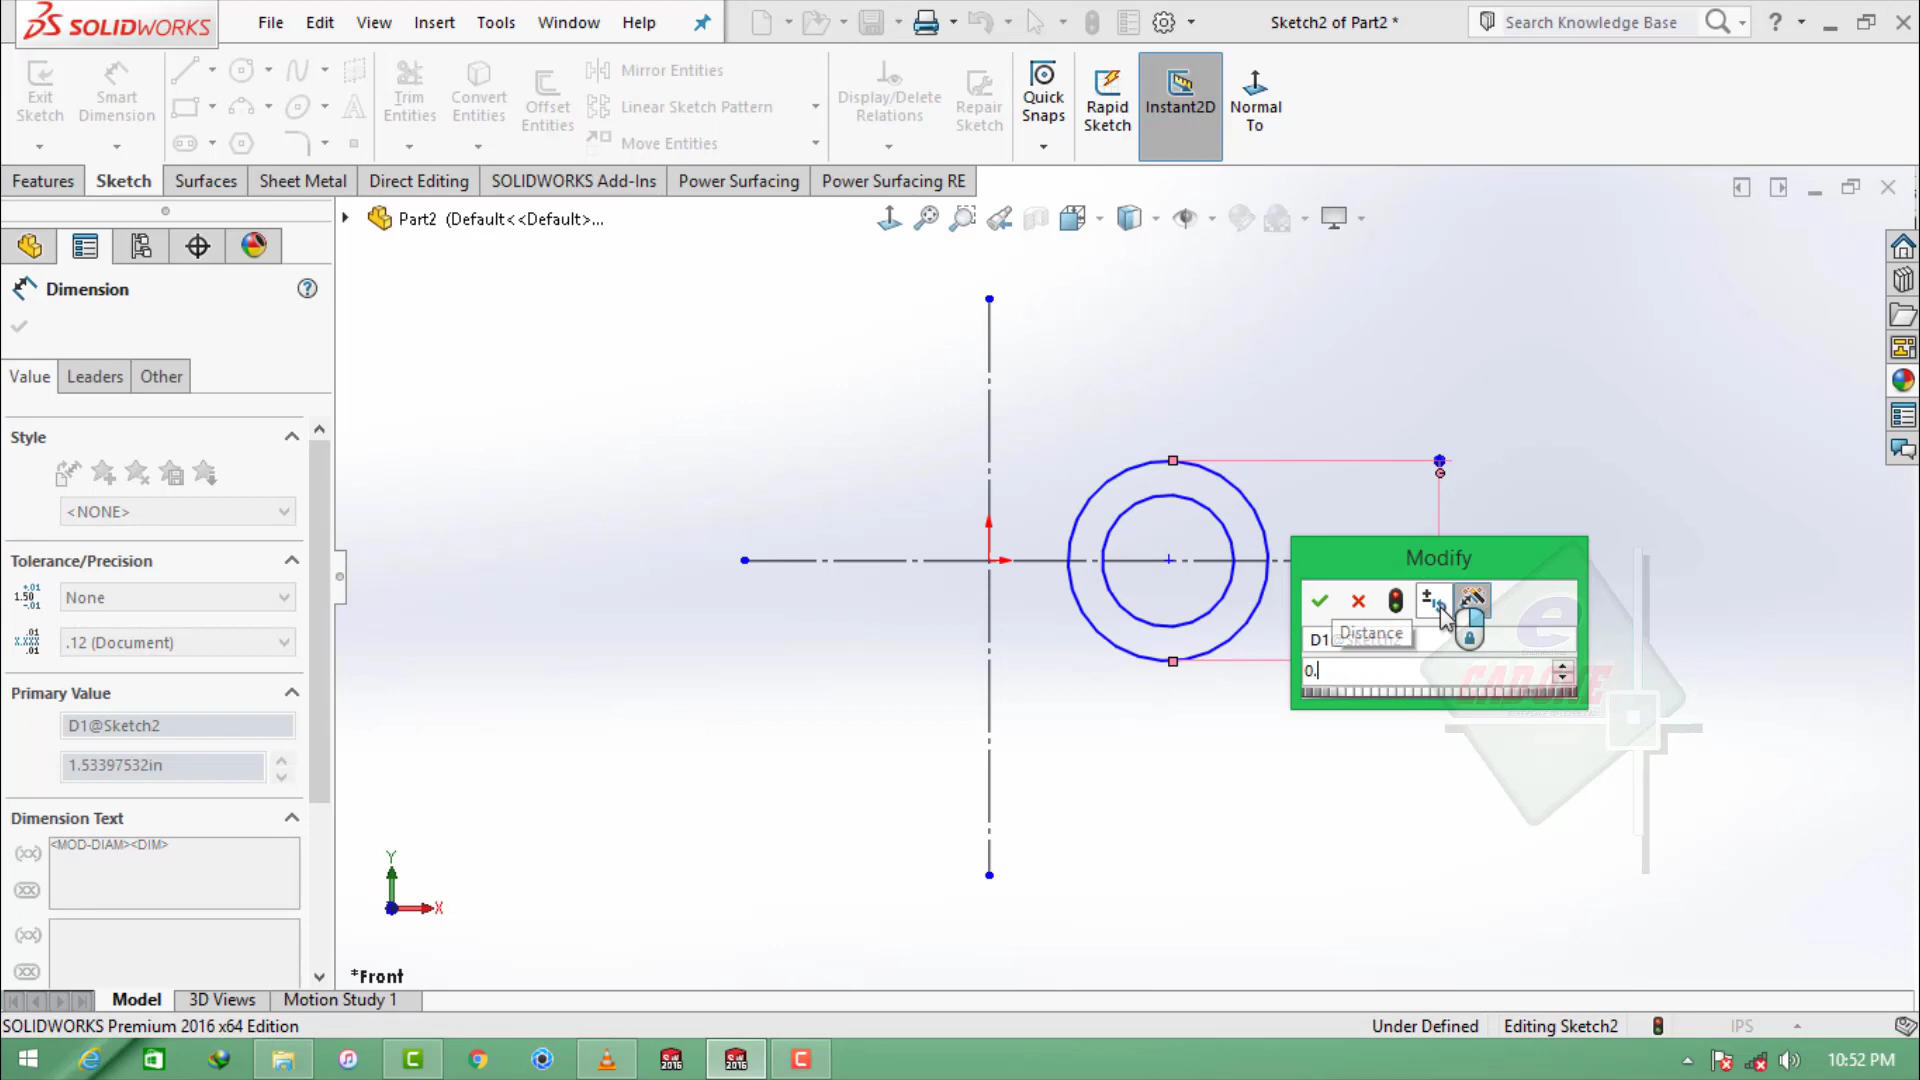 SOLIDWORKS File Edit View Insert Tools Window Help Sketch2 of Part2 * Search Knowledge Base ?
Exit Sketch
Smart Dimension
Trim Entities
Convert Entities
Offset Entities
Mirror Entities
Linear Sketch Pattern
Move Entities
Display/Delete Relations
Repair Sketch
Quick Snaps
Rapid Sketch
Instant2D
Normal To
Features Sketch Surfaces Sheet Metal Direct Editing SOLIDWORKS Add-Ins Power Surfacing Power Surfacing RE
Part2 (Default<<Default>...
Dimension
Value Leaders Other
Style
<NONE>
Tolerance/Precision
None
.12 (Document)
Primary Value
D1@Sketch2
1.53397532in
Dimension Text
<MOD-DIAM><DIM>
Modify
D1
Distance
0.
CAD ONE
Y
X
*Front
Model 3D Views Motion Study 1
SOLIDWORKS Premium 2016 x64 Edition Under Defined Editing Sketch2 IPS
10:52 PM